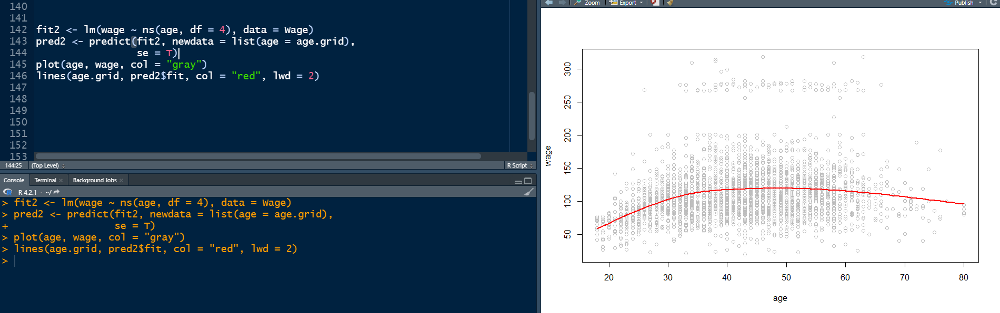 140
141
142 fit2 <- lm(wage ~ ns(age, df = 4), data = Wage)
143 pred2 <- predict(fit2, newdata = list(age = age.grid),
144 se = T)
145 plot(age, wage, col = "gray")
146 lines(age.grid, pred2$fit, col = "red", lwd = 2)
147
148
149
150
151
152
153
144:25 (Top Level) R Script
Console Terminal Background Jobs
R 4.2.1 · ~/
> fit2 <- lm(wage ~ ns(age, df = 4), data = Wage)
> pred2 <- predict(fit2, newdata = list(age = age.grid),
+ se = T)
> plot(age, wage, col = "gray")
> lines(age.grid, pred2$fit, col = "red", lwd = 2)
>
Zoom Export Publish
300
250
200
150
100
50
wage
20 30 40 50 60 70 80
age